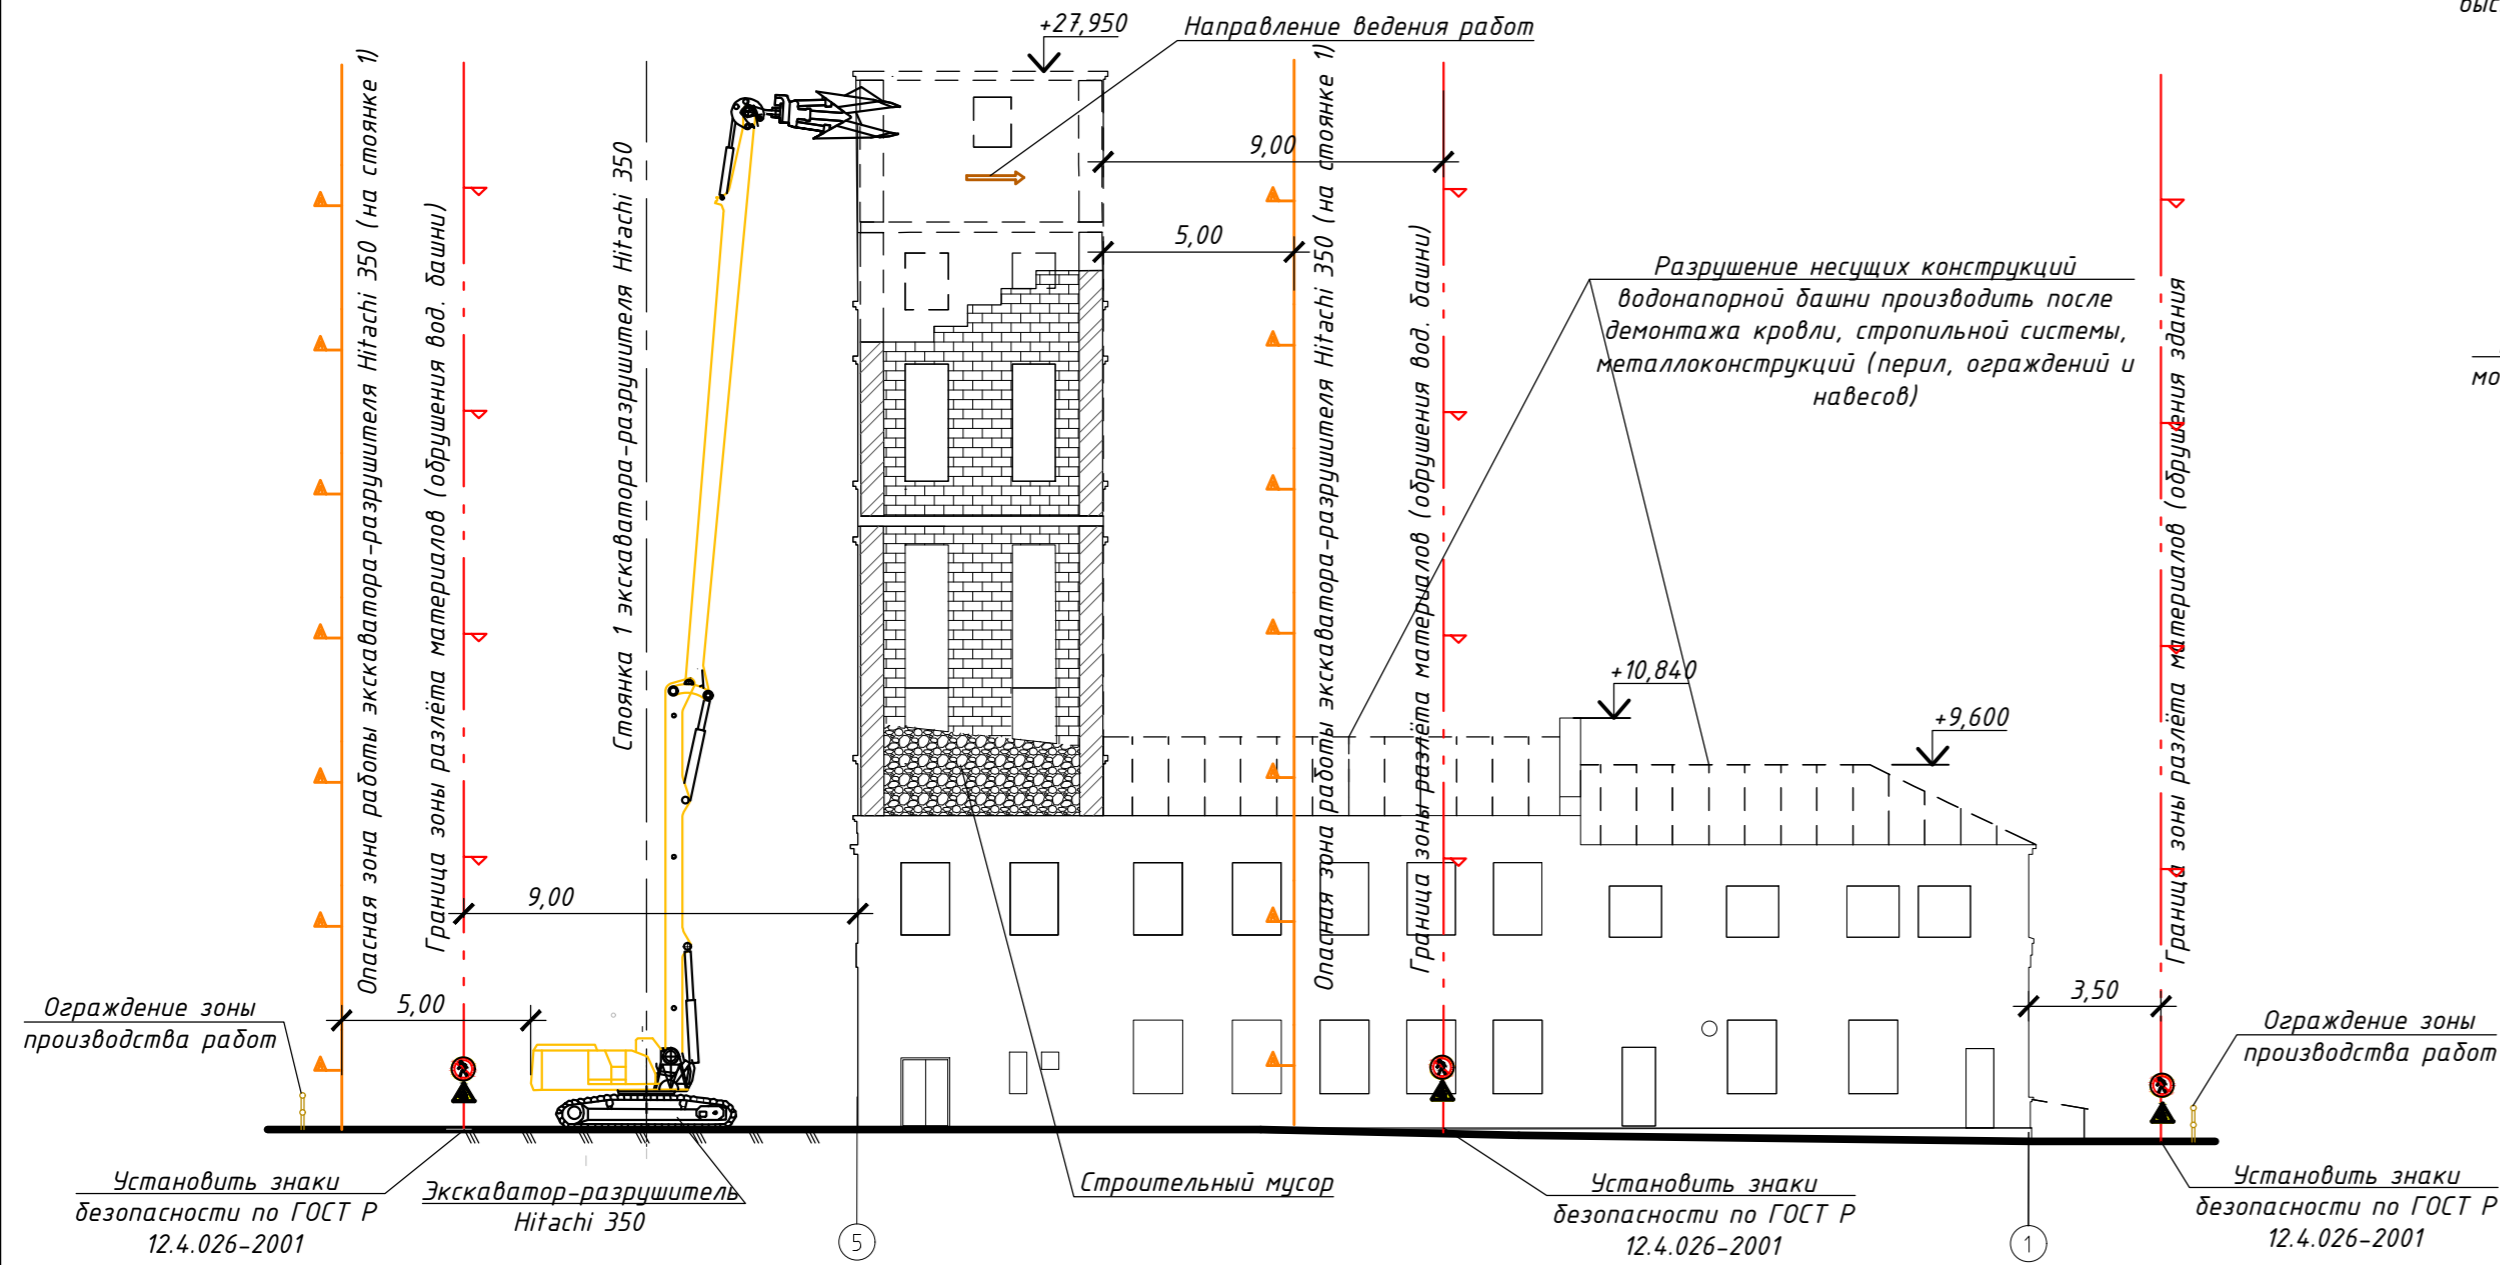 +27,950
Направление ведения работ
Опасная зона работы экскаватора-разрушителя Hitachi 350 (на стоянке 1)
Граница зоны разлёта материалов (обрушения вод. башни)
Стоянка 1 экскаватора-разрушителя Hitachi 350
9,00
5,00
Опасная зона работы экскаватора-разрушителя Hitachi 350 (на стоянке 1)
Граница зоны разлёта материалов (обрушения вод. башни)
Разрушение несущих конструкций
водонапорной башни производить после
демонтажа кровли, стропильной системы,
металлоконструкций (перил, ограждений и
навесов)
Граница зоны разлёта материалов (обрушения здания
+10,840
+9,600
9,00
5,00
3,50
Ограждение зоны
производства работ
Ограждение зоны
производства работ
Установить знаки
безопасности по ГОСТ Р
12.4.026-2001
Экскаватор-разрушитель
Hitachi 350
Строительный мусор
Установить знаки
безопасности по ГОСТ Р
12.4.026-2001
Установить знаки
безопасности по ГОСТ Р
12.4.026-2001
5
1